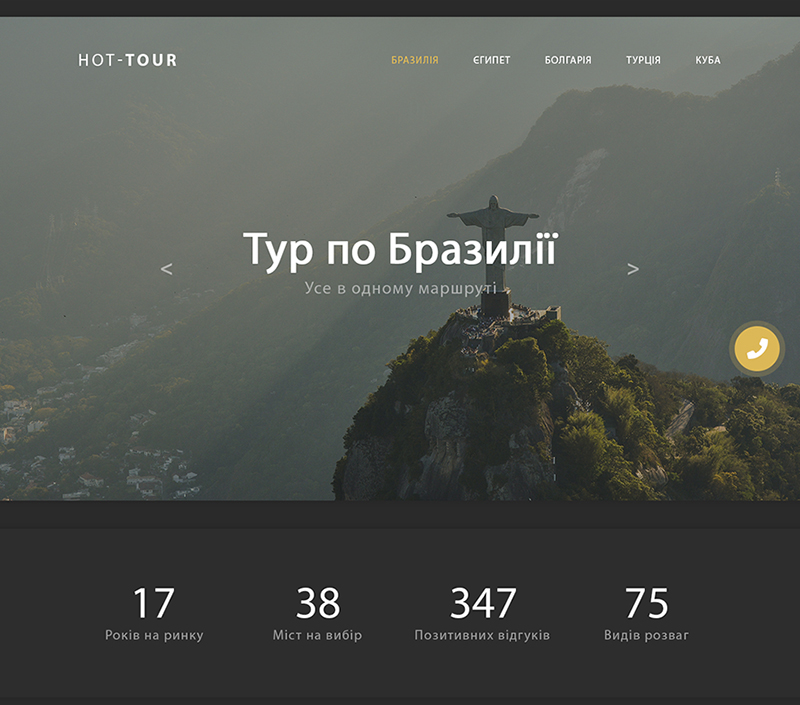 HOT-TOUR
БРАЗИЛІЯ ЄГИПЕТ БОЛГАРІЯ ТУРЦІЯ КУБА
Тур по Бразилії
< >
Усе в одному маршруті
17 38 347 75
Років на ринку Міст на вибір Позитивних відгуків Видів розваг